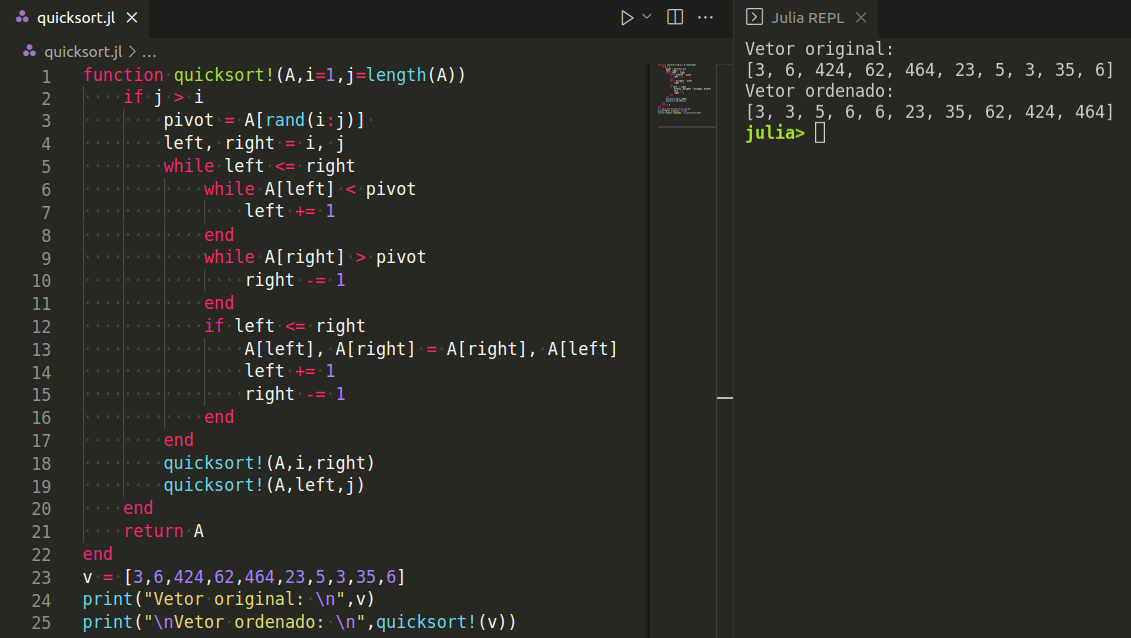 quicksort.jl
Julia REPL
quicksort.jl > ...
1 function quicksort!(A,i=1,j=length(A))
2     if j > i
3         pivot = A[rand(i:j)]
4         left, right = i, j
5         while left <= right
6             while A[left] < pivot
7                 left += 1
8             end
9             while A[right] > pivot
10                 right -= 1
11             end
12             if left <= right
13                 A[left], A[right] = A[right], A[left]
14                 left += 1
15                 right -= 1
16             end
17         end
18         quicksort!(A,i,right)
19         quicksort!(A,left,j)
20     end
21     return A
22 end
23 v = [3,6,424,62,464,23,5,3,35,6]
24 print("Vetor original: \n",v)
25 print("\nVetor ordenado: \n",quicksort!(v))
Vetor original:
[3, 6, 424, 62, 464, 23, 5, 3, 35, 6]
Vetor ordenado:
[3, 3, 5, 6, 6, 23, 35, 62, 424, 464]
julia>